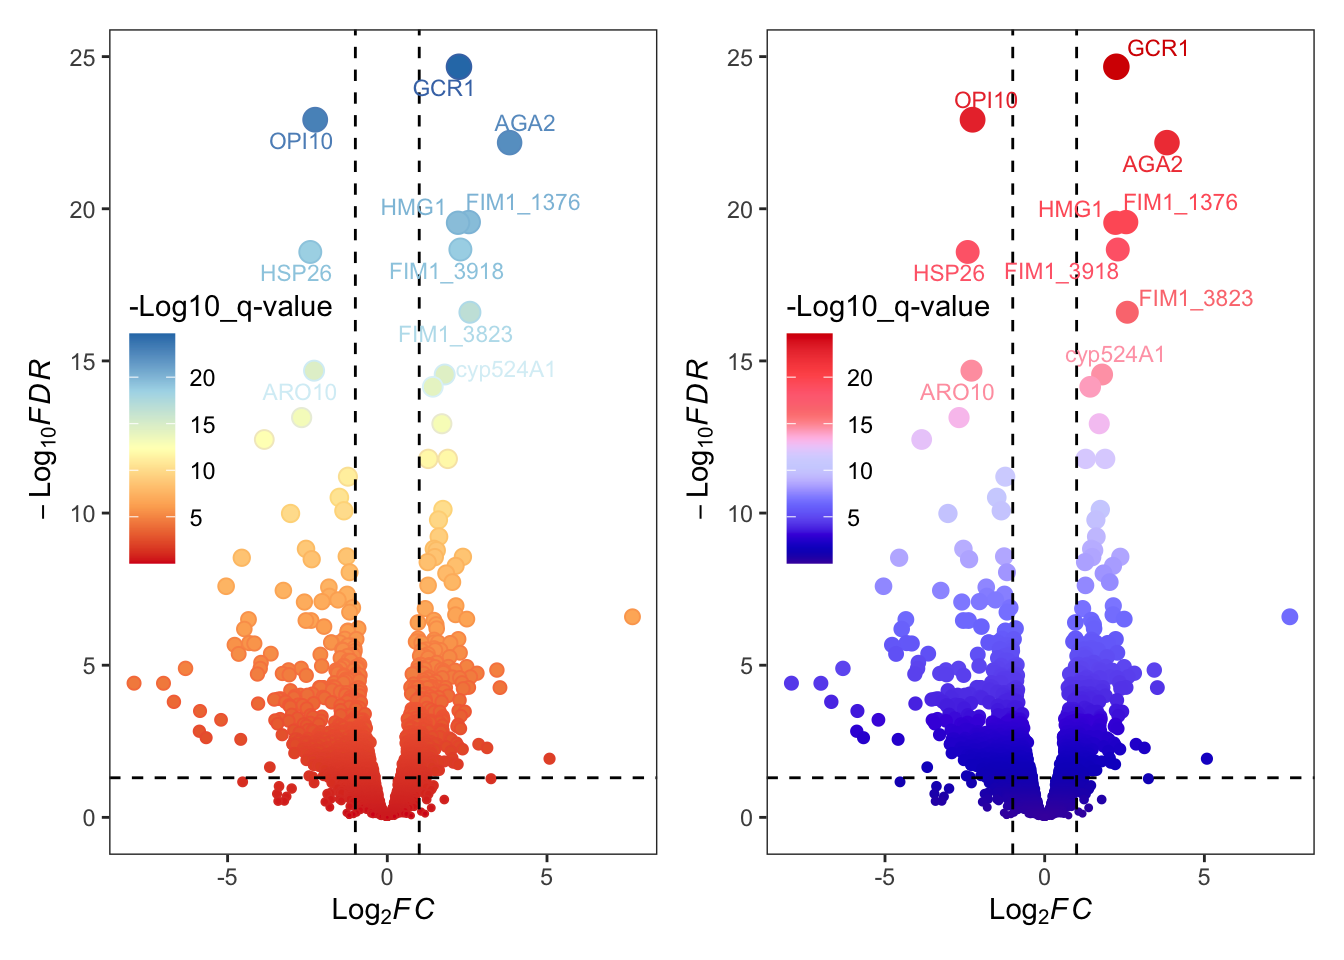 25
20
15
10
5
0
− Log10FDR
GCR1
OPI10
AGA2
HMG1
FIM1_1376
HSP26
FIM1_3918
-Log10_q-value
FIM1_3823
cyp524A1
ARO10
20
15
10
5
-5
0
5
Log2FC
25
20
15
10
5
0
− Log10FDR
GCR1
OPI10
AGA2
HMG1
FIM1_1376
HSP26
FIM1_3918
-Log10_q-value
FIM1_3823
cyp524A1
ARO10
20
15
10
5
-5
0
5
Log2FC